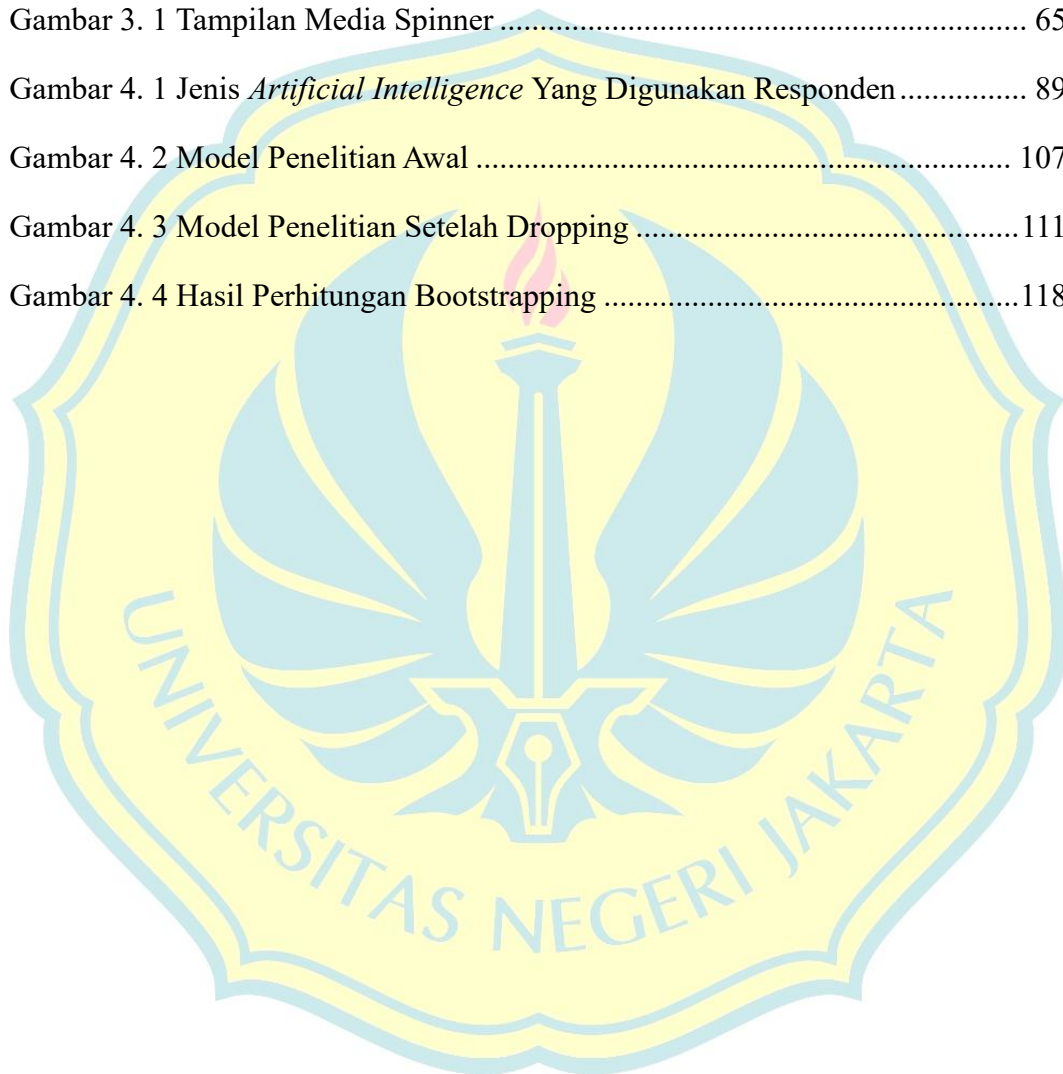 Gambar 3. 1 Tampilan Media Spinner ........................................................................... 65
Gambar 4. 1 Jenis Artificial Intelligence Yang Digunakan Responden ................ 89
Gambar 4. 2 Model Penelitian Awal ............................................................................ 107
Gambar 4. 3 Model Penelitian Setelah Dropping ......................................................111
Gambar 4. 4 Hasil Perhitungan Bootstrapping ...........................................................118
UNIVERSITAS NEGERI JAKARTA